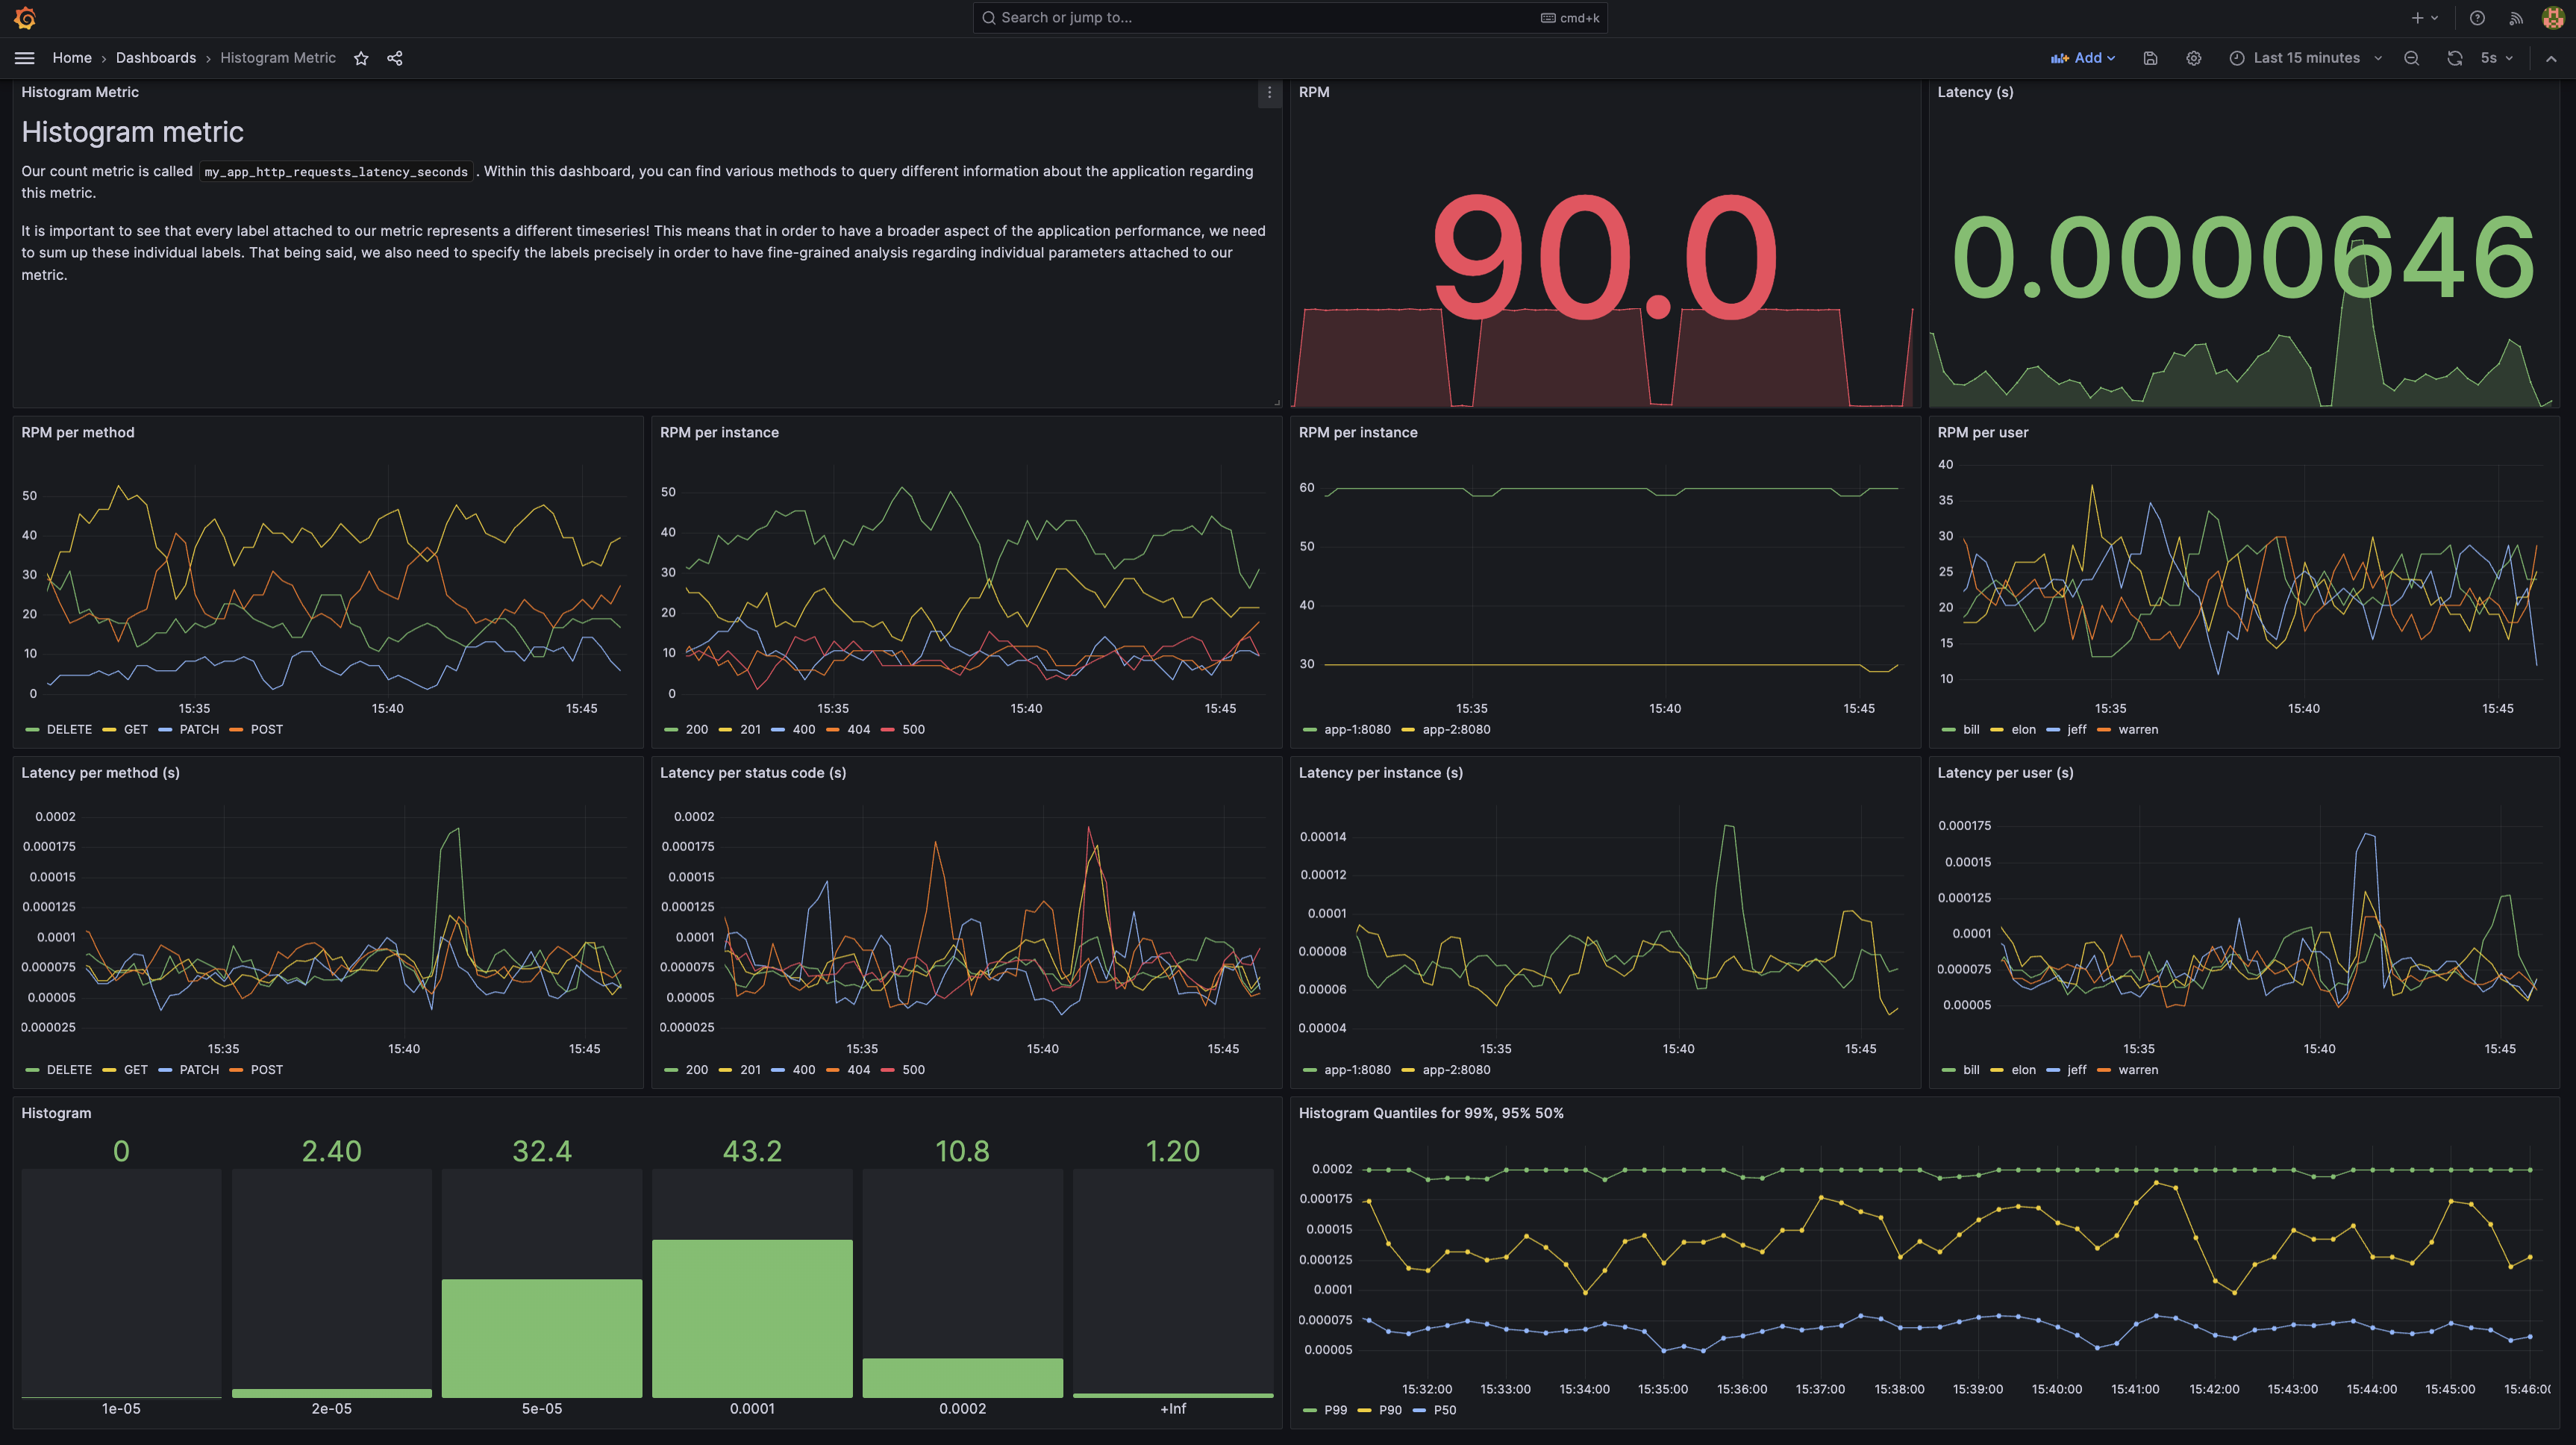 Search or jump to...
cmd+k
Home › Dashboards › Histogram Metric
Add
Last 15 minutes
5s
Histogram Metric
Histogram metric
Our count metric is called my_app_http_requests_latency_seconds . Within this dashboard, you can find various methods to query different information about the application regarding
this metric.
It is important to see that every label attached to our metric represents a different timeseries! This means that in order to have a broader aspect of the application performance, we need
to sum up these individual labels. That being said, we also need to specify the labels precisely in order to have fine-grained analysis regarding individual parameters attached to our
metric.
RPM
90.0
Latency (s)
0.0000646
RPM per method
50
40
30
20
10
0
15:35 15:40 15:45
DELETE GET PATCH POST
RPM per instance
50
40
30
20
10
0
15:35 15:40 15:45
200 201 400 404 500
RPM per instance
60
50
40
30
15:35 15:40 15:45
app-1:8080 app-2:8080
RPM per user
40
35
30
25
20
15
10
15:35 15:40 15:45
bill elon jeff warren
Latency per method (s)
0.0002
0.000175
0.00015
0.000125
0.0001
0.000075
0.00005
0.000025
15:35 15:40 15:45
DELETE GET PATCH POST
Latency per status code (s)
0.0002
0.000175
0.00015
0.000125
0.0001
0.000075
0.00005
0.000025
15:35 15:40 15:45
200 201 400 404 500
Latency per instance (s)
0.00014
0.00012
0.0001
0.00008
0.00006
0.00004
15:35 15:40 15:45
app-1:8080 app-2:8080
Latency per user (s)
0.000175
0.00015
0.000125
0.0001
0.000075
0.00005
15:35 15:40 15:45
bill elon jeff warren
Histogram
0 2.40 32.4 43.2 10.8 1.20
1e-05 2e-05 5e-05 0.0001 0.0002 +Inf
Histogram Quantiles for 99%, 95% 50%
0.0002
0.000175
0.00015
0.000125
0.0001
0.000075
0.00005
15:32:00 15:33:00 15:34:00 15:35:00 15:36:00 15:37:00 15:38:00 15:39:00 15:40:00 15:41:00 15:42:00 15:43:00 15:44:00 15:45:00 15:46:0
P99 P90 P50